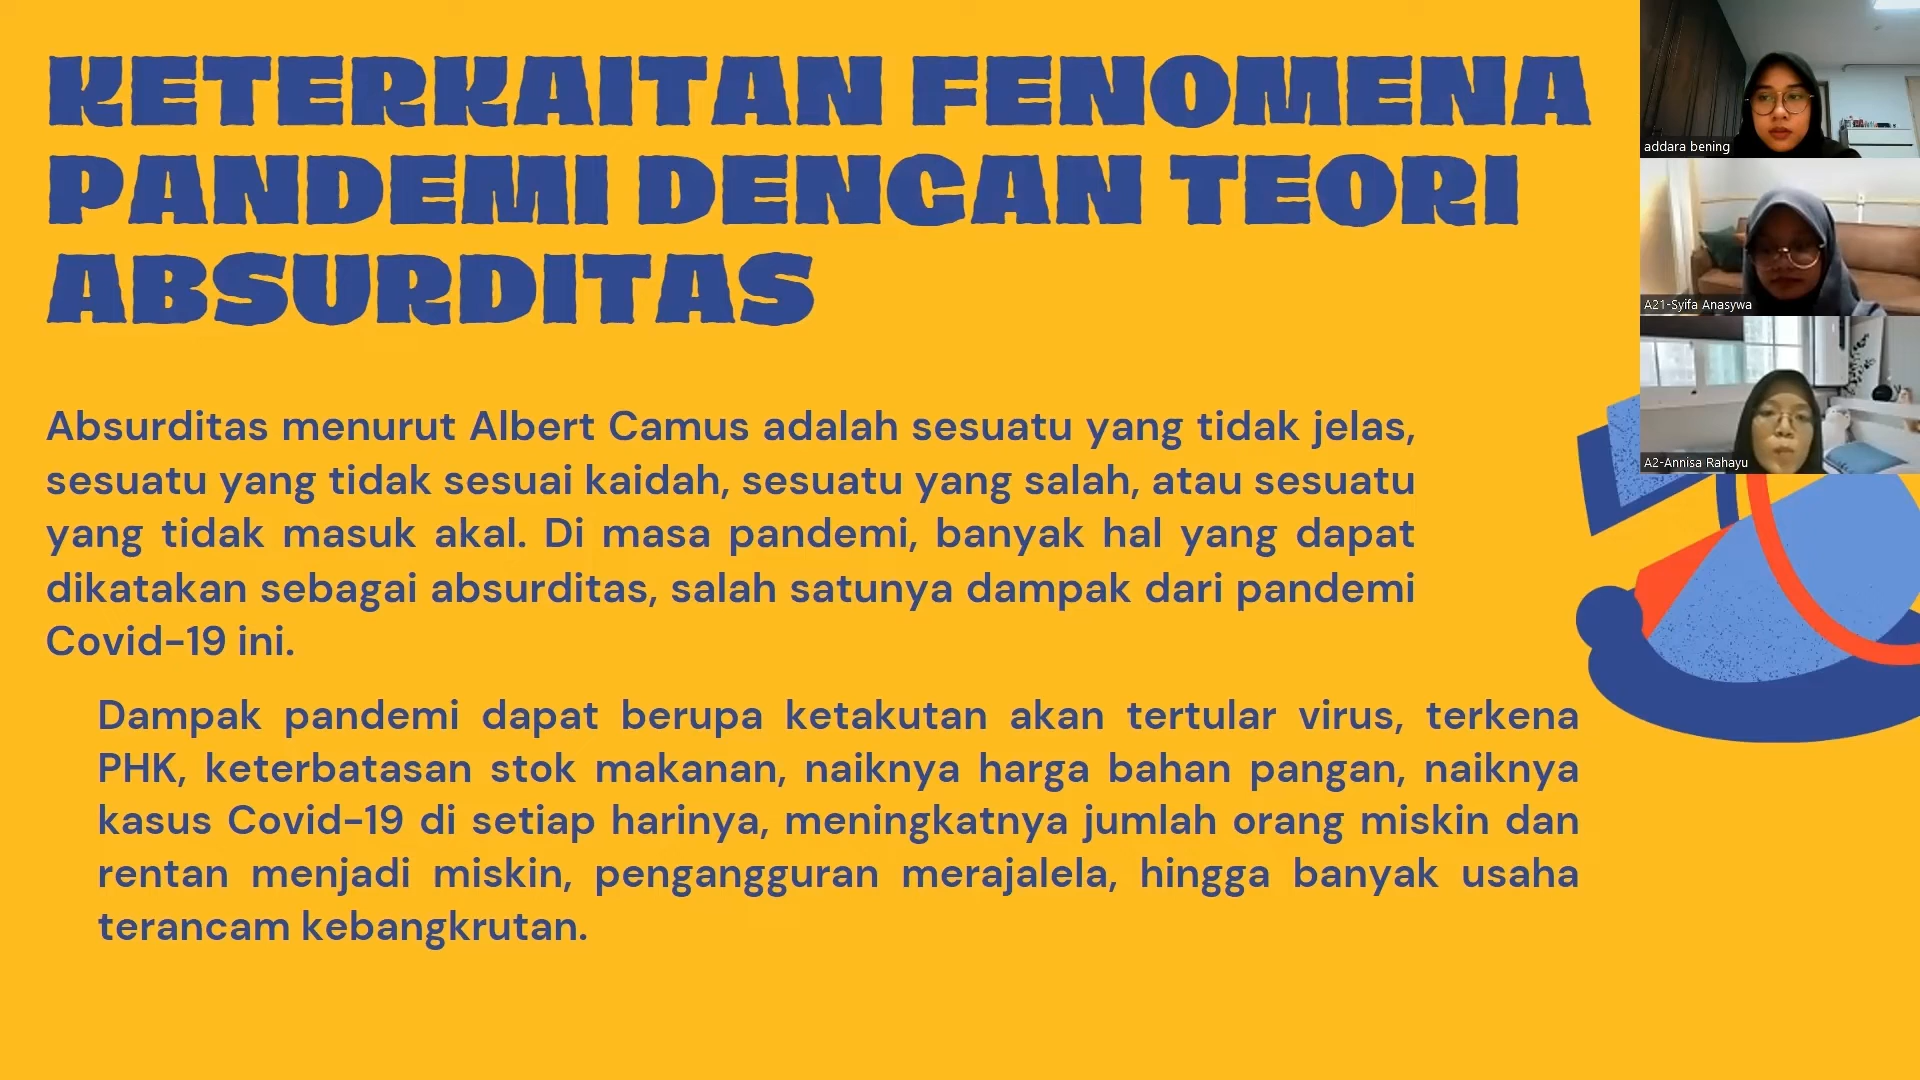 KETERKAITAN FENOMENA
PANDEMI DENGAN TEORI
ABSURDITAS
Absurditas menurut Albert Camus adalah sesuatu yang tidak jelas,
sesuatu yang tidak sesuai kaidah, sesuatu yang salah, atau sesuatu
yang tidak masuk akal. Di masa pandemi, banyak hal yang dapat
dikatakan sebagai absurditas, salah satunya dampak dari pandemi
Covid-19 ini.
Dampak pandemi dapat berupa ketakutan akan tertular virus, terkena
PHK, keterbatasan stok makanan, naiknya harga bahan pangan, naiknya
kasus Covid-19 di setiap harinya, meningkatnya jumlah orang miskin dan
rentan menjadi miskin, pengangguran merajalela, hingga banyak usaha
terancam kebangkrutan.
addara bening
A21-Syifa Anasywa
A2-Annisa Rahayu